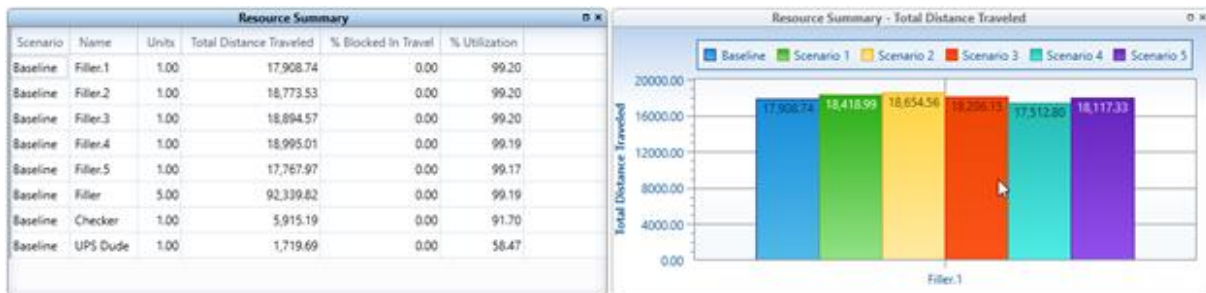 Resource Summary
Scenario Name Units Total Distance Traveled % Blocked In Travel % Utilization
Baseline Filler.1 1.00 17,908.74 0.00 99.20
Baseline Filler.2 1.00 18,773.53 0.00 99.20
Baseline Filler.3 1.00 18,894.57 0.00 99.20
Baseline Filler.4 1.00 18,995.01 0.00 99.19
Baseline Filler.5 1.00 17,767.97 0.00 99.17
Baseline Filler 5.00 92,339.82 0.00 99.19
Baseline Checker 1.00 5,915.19 0.00 91.70
Baseline UPS Dude 1.00 1,719.69 0.00 58.47
Resource Summary - Total Distance Traveled
Baseline Scenario 1 Scenario 2 Scenario 3 Scenario 4 Scenario 5
Total Distance Traveled
20000.00
16000.00
12000.00
8000.00
4000.00
0.00
17,908.74 18,418.99 18,654.56 17,512.80 18,117.33
Filler.1